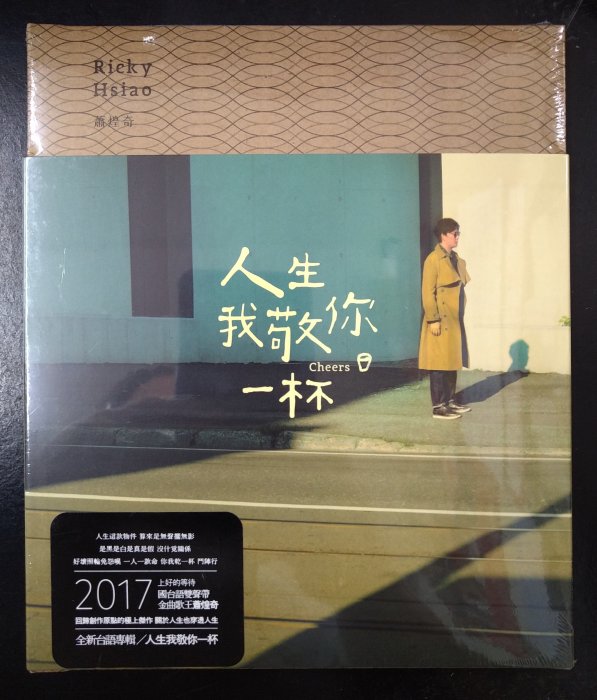 Ricky
Hsiao
蕭煌奇
人生
我敬你
Cheers
一杯
人生這款物件 算來是無聲擱無影
是黑是白是真是假 沒什麼關係
好壞照輪免怨嘆 一人一款命 你我乾一杯 鬥陣行
2017
上好的等待
國台語雙聲帶
金曲歌王蕭煌奇
回歸創作原點的極上傑作 關於人生也穿過人生
全新台語專輯／人生我敬你一杯